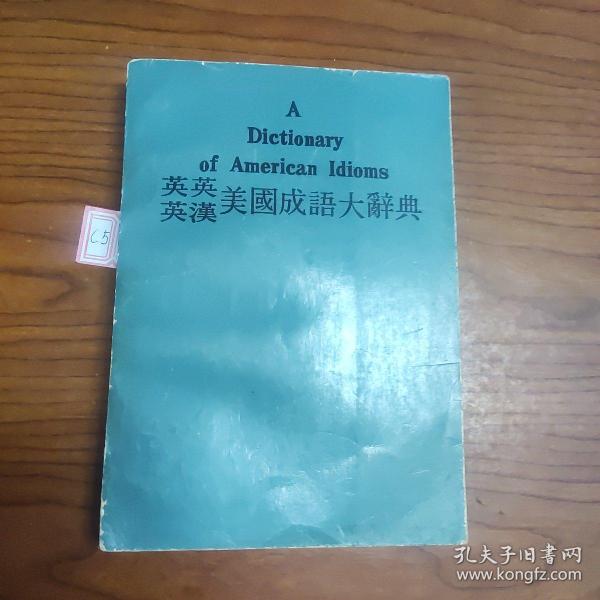 A
Dictionary
of American Idioms
英英
英漢
美國成語大辭典
C5
孔夫子旧書网
www.kongfz.com